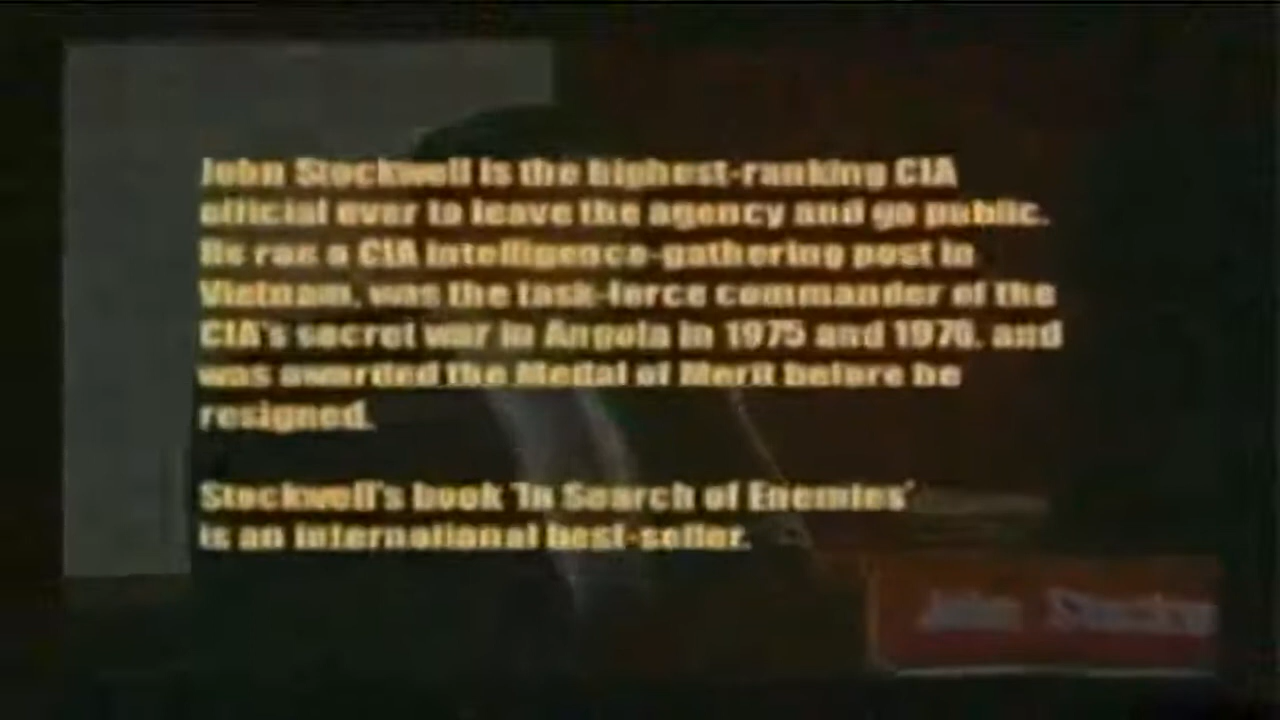 John Stockwell is the highest-ranking CIA
official ever to leave the agency and go public.
He ran a CIA intelligence-gathering post in
Vietnam, was the task-force commander of the
CIA's secret war in Angola in 1975 and 1976, and
was awarded the Medal of Merit before he
resigned.
Stockwell's book 'In Search of Enemies'
is an international best-seller.
John